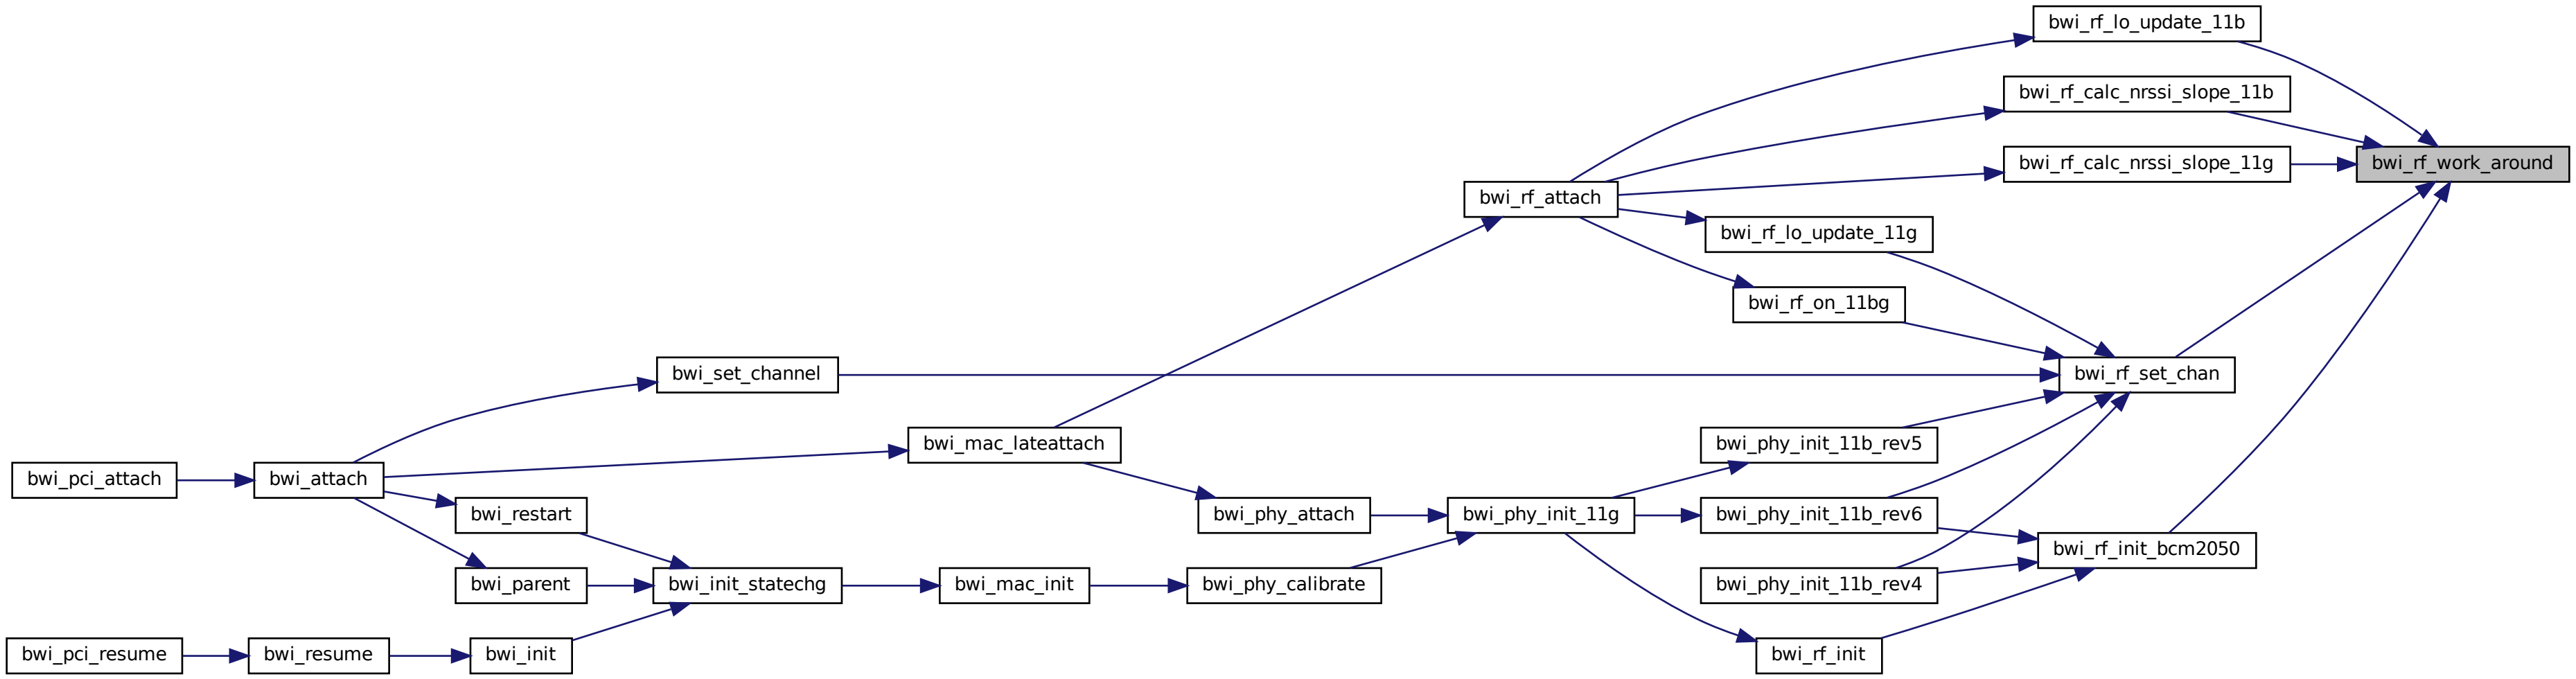 bwi_rf_lo_update_11b
bwi_rf_calc_nrssi_slope_11b
bwi_rf_calc_nrssi_slope_11g
bwi_rf_work_around
bwi_rf_attach
bwi_rf_lo_update_11g
bwi_rf_on_11bg
bwi_set_channel
bwi_rf_set_chan
bwi_mac_lateattach
bwi_phy_init_11b_rev5
bwi_pci_attach
bwi_attach
bwi_restart
bwi_phy_attach
bwi_phy_init_11g
bwi_phy_init_11b_rev6
bwi_rf_init_bcm2050
bwi_parent
bwi_init_statechg
bwi_mac_init
bwi_phy_calibrate
bwi_phy_init_11b_rev4
bwi_pci_resume
bwi_resume
bwi_init
bwi_rf_init